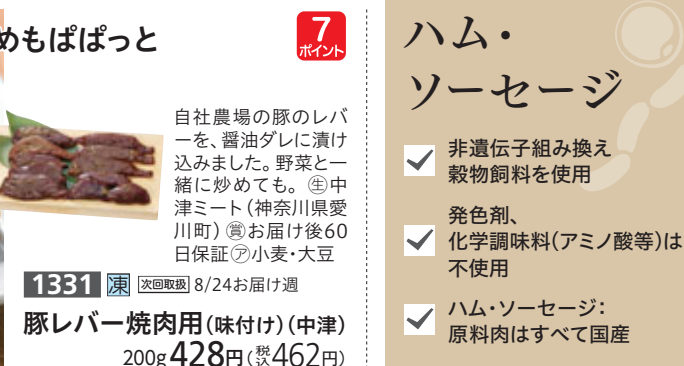 めもぱぱっと
7
ポイント
自社農場の豚のレバ
ーを、醤油ダレに漬け
込みました。野菜と一
緒に炒めても。㊤中
津ミート(神奈川県愛
川町)㊤お届け後60
日保証㋐小麦・大豆
1331 凍 次回取扱 8/24お届け週
豚レバー焼肉用(味付け)(中津)
200g428円(税込462円)
ハム・
ソーセージ
非遺伝子組み換え
穀物飼料を使用
発色剤、
化学調味料(アミノ酸等)は
不使用
ハム・ソーセージ:
原料肉はすべて国産